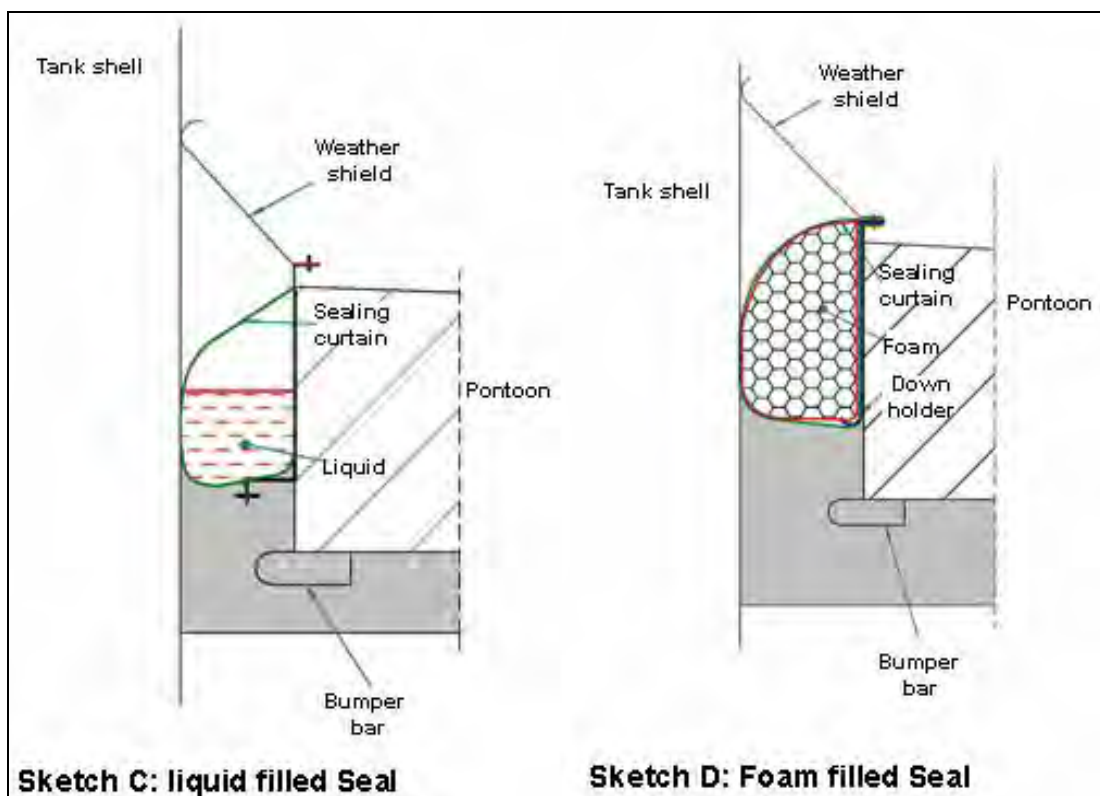 Tank shell
Weather
shield
Sealing
curtain
Pontoon
Liquid
Bumper
bar
Sketch C: liquid filled Seal
Weather
shield
Tank shell
Sealing
curtain
Pontoon
Foam
Down
holder
Bumper
bar
Sketch D: Foam filled Seal